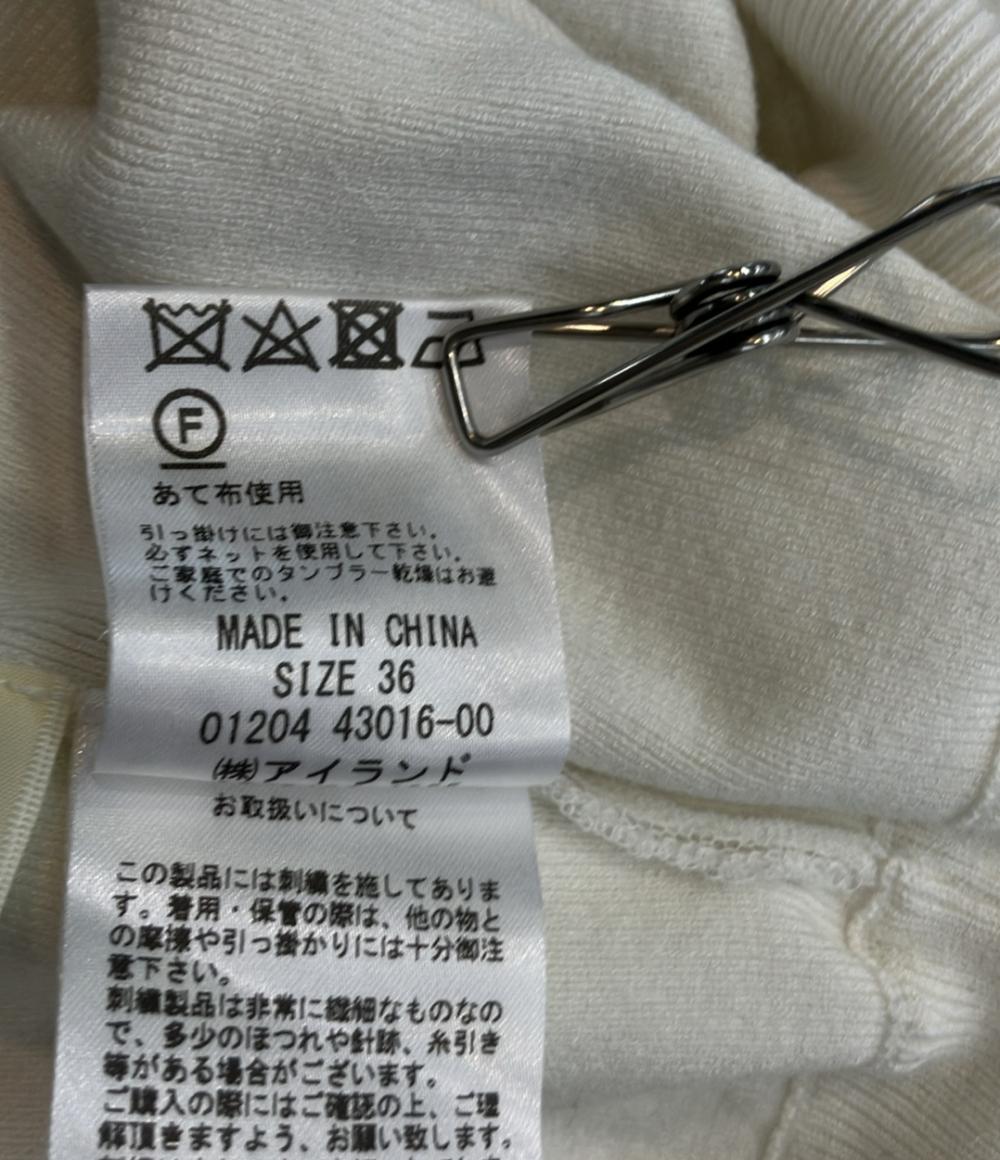 F
あて布使用
引っ掛けには御注意下さい。
必ずネットを使用して下さい。
ご家庭でのタンブラー乾燥はお避
けください。
MADE IN CHINA
SIZE 36
01204 43016-00
㈱アイランド
お取扱いについて
この製品には刺繍を施してありま
す。着用・保管の際は、他の物と
の摩擦や引っ掛かりには十分御注
意下さい。
刺繍製品は非常に繊細なものなの
で、多少のほつれや針跡、糸引き
等がある場合がございます。
ご購入の際にはご確認の上、ご理
解頂きますよう、お願い致します。